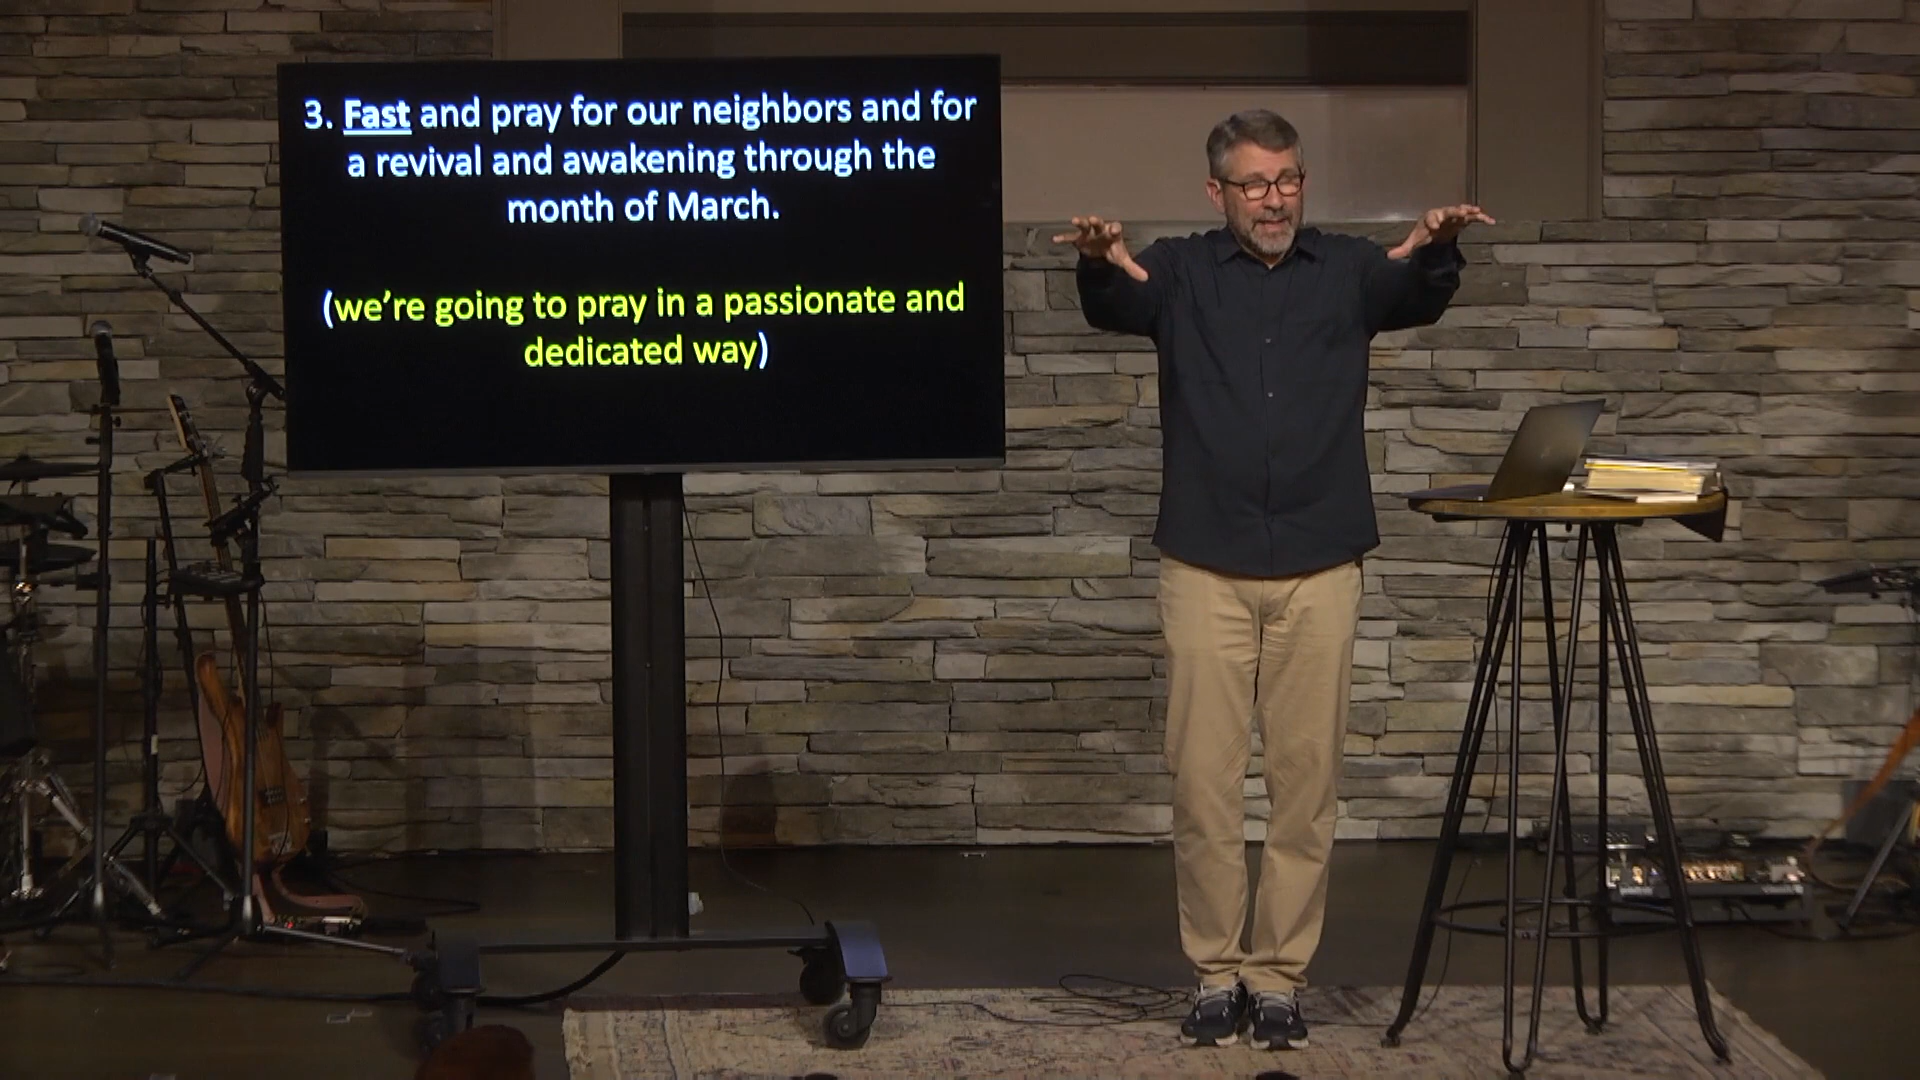 3. Fast and pray for our neighbors and for
a revival and awakening through the
month of March.
(we're going to pray in a passionate and
dedicated way)